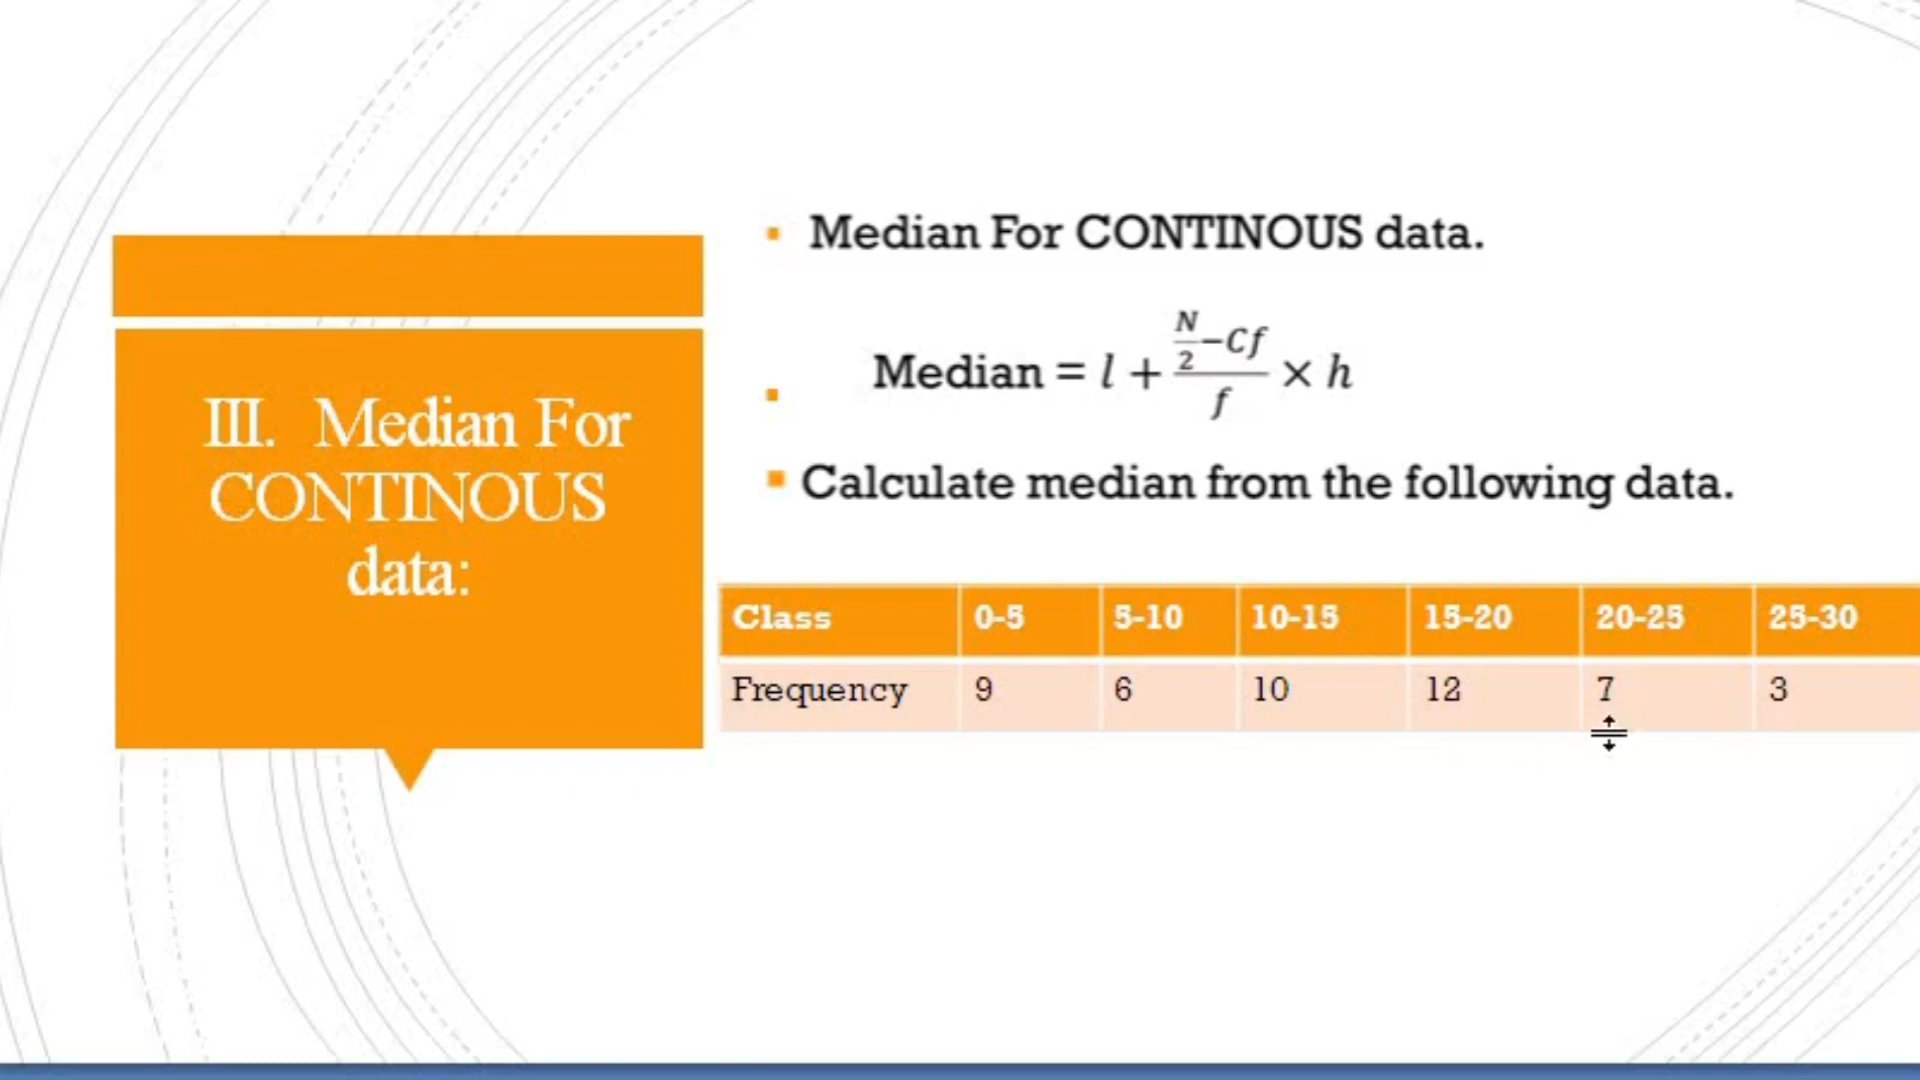 III. Median For
CONTINOUS
data:
Median For CONTINOUS data.
Median = l + \frac{\frac{N}{2}-Cf}{f} × h
Calculate median from the following data.
Class 0-5 5-10 10-15 15-20 20-25 25-30
Frequency 9 6 10 12 7 3